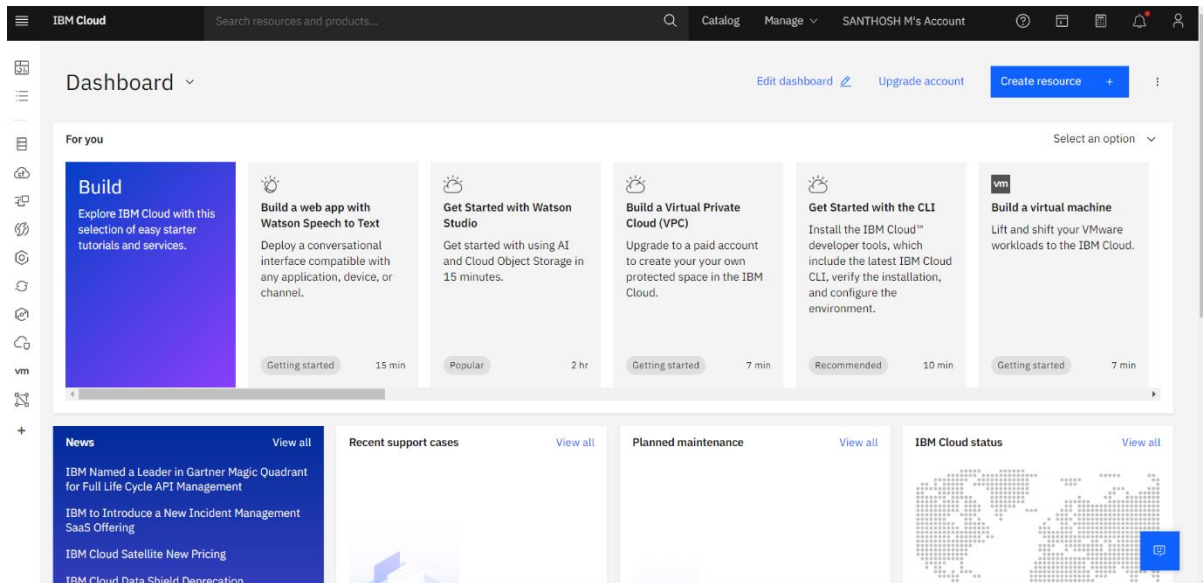 IBM Cloud
Search resources and products...
Catalog
Manage
SANTHOSH M's Account
Dashboard
Edit dashboard
Upgrade account
Create resource +
For you
Select an option
Build
Explore IBM Cloud with this
selection of easy starter
tutorials and services.
Build a web app with
Watson Speech to Text
Deploy a conversational
interface compatible with
any application, device, or
channel.
Getting started
15 min
Get Started with Watson
Studio
Get started with using AI
and Cloud Object Storage in
15 minutes.
Popular
2 hr
Build a Virtual Private
Cloud (VPC)
Upgrade to a paid account
to create your your own
protected space in the IBM
Cloud.
Getting started
7 min
Get Started with the CLI
Install the IBM Cloud™
developer tools, which
include the latest IBM Cloud
CLI, verify the installation,
and configure the
environment.
Recommended
10 min
vm
Build a virtual machine
Lift and shift your VMware
workloads to the IBM Cloud.
Getting started
7 min
vm
News
View all
IBM Named a Leader in Gartner Magic Quadrant
for Full Life Cycle API Management
IBM to Introduce a New Incident Management
SaaS Offering
IBM Cloud Satellite New Pricing
IBM Cloud Data Shield Deprecation
Recent support cases
View all
Planned maintenance
View all
IBM Cloud status
View all